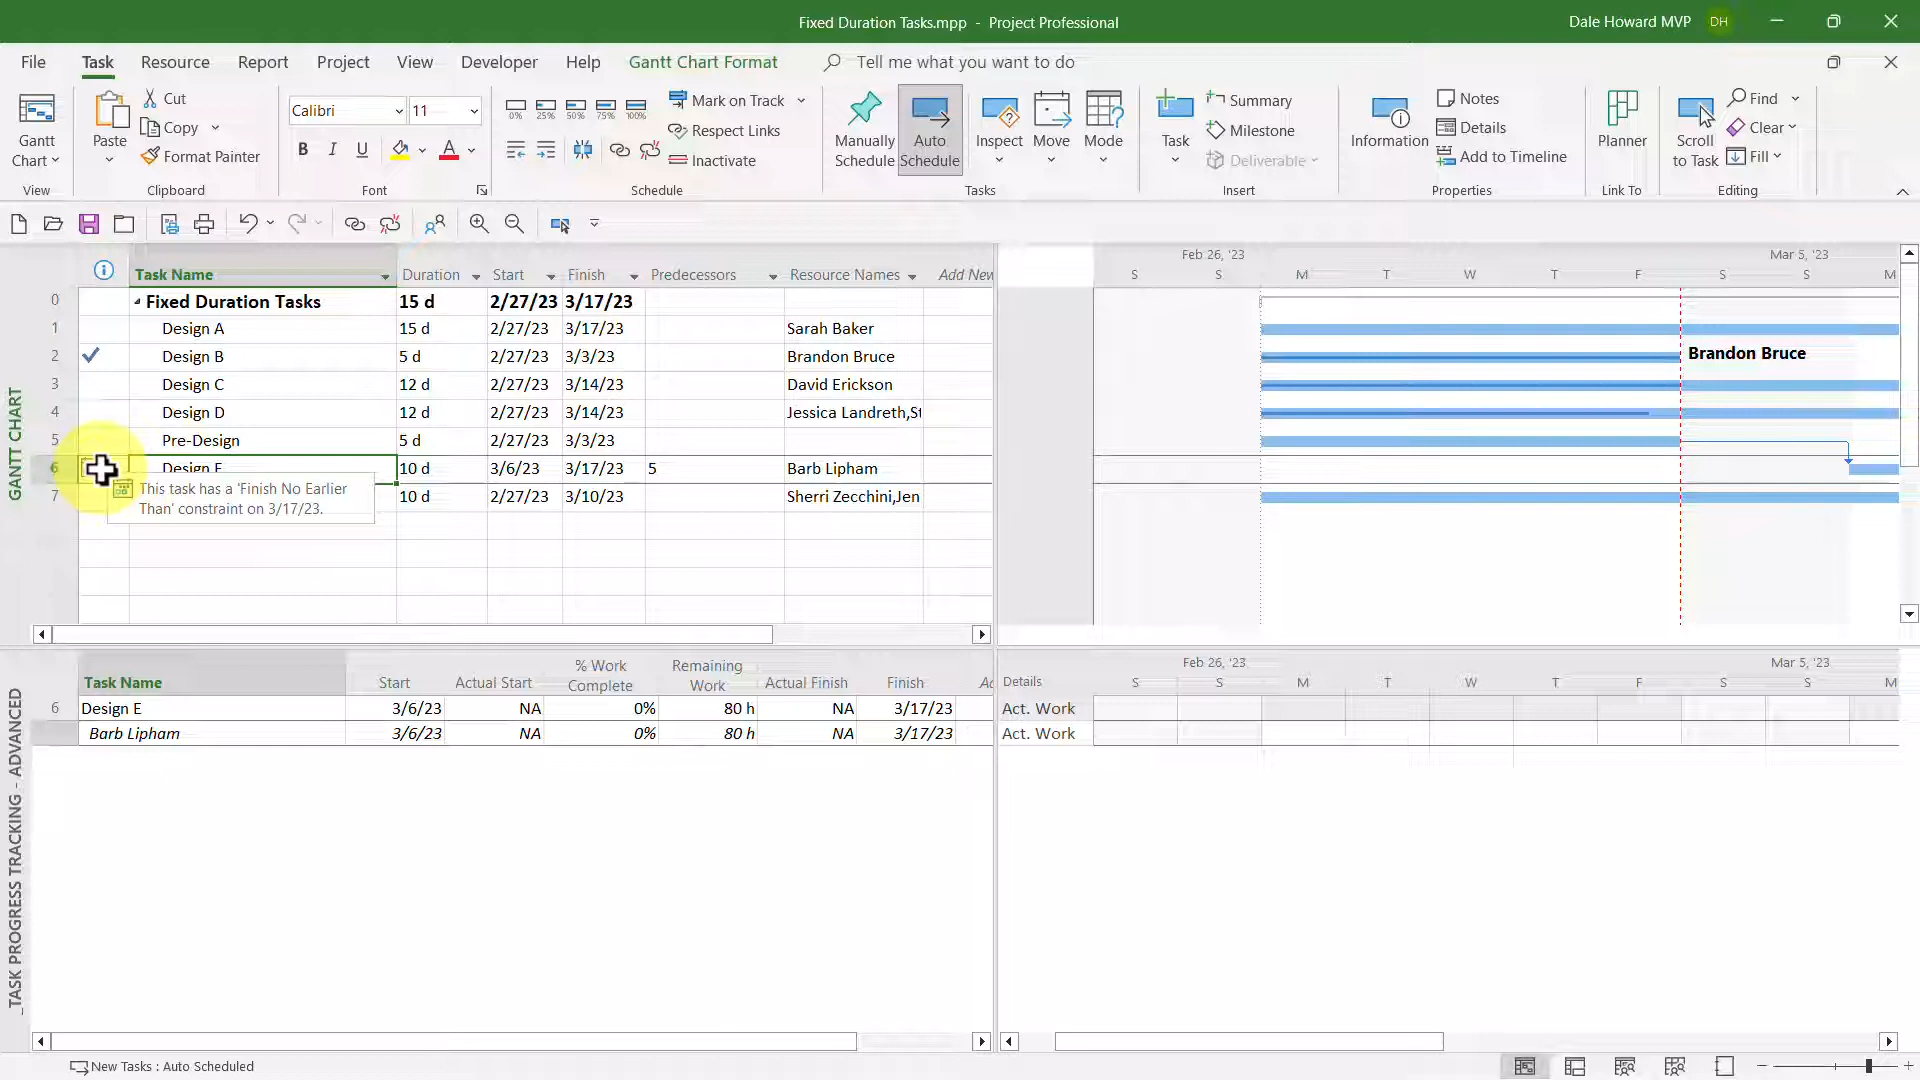 Fixed Duration Tasks.mpp - Project Professional
Dale Howard MVP DH
File Task Resource Report Project View Developer Help Gantt Chart Format Tell me what you want to do
Gantt Chart
View
Paste
Cut
Copy
Format Painter
Clipboard
Calibri 11
B I U A
Font
0% 25% 50% 75% 100%
Mark on Track
Respect Links
Inactivate
Schedule
Manually Schedule
Auto Schedule
Inspect
Move
Mode
Tasks
Task
Summary
Milestone
Deliverable
Insert
Information
Notes
Details
Add to Timeline
Properties
Planner
Link To
Scroll to Task
Find
Clear
Fill
Editing
Task Name Duration Start Finish Predecessors Resource Names Add New
0 Fixed Duration Tasks 15 d 2/27/23 3/17/23
1 Design A 15 d 2/27/23 3/17/23 Sarah Baker
2 Design B 5 d 2/27/23 3/3/23 Brandon Bruce
3 Design C 12 d 2/27/23 3/14/23 David Erickson
4 Design D 12 d 2/27/23 3/14/23 Jessica Landreth,St
5 Pre-Design 5 d 2/27/23 3/3/23
6 Design E 10 d 3/6/23 3/17/23 5 Barb Lipham
7 10 d 2/27/23 3/10/23 Sherri Zecchini,Jen
This task has a 'Finish No Earlier
Than' constraint on 3/17/23.
GANTT CHART
Feb 26, '23 Mar 5, '23
S S M T W T F S S M
Brandon Bruce
Task Name Start Actual Start % Work Complete Remaining Work Actual Finish Finish Ac
6 Design E 3/6/23 NA 0% 80 h NA 3/17/23
Barb Lipham 3/6/23 NA 0% 80 h NA 3/17/23
_TASK PROGRESS TRACKING - ADVANCED
Feb 26, '23 Mar 5, '23
Details S S M T W T F S S M
Act. Work
Act. Work
New Tasks : Auto Scheduled